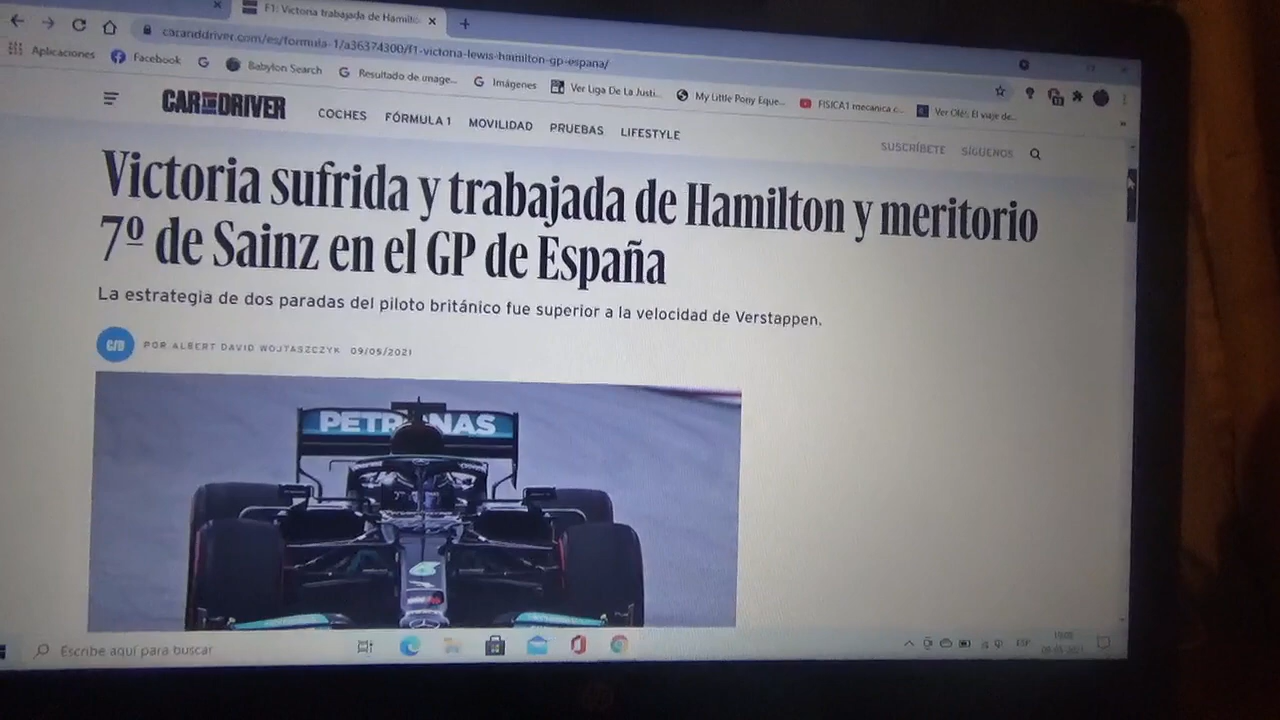 F1: Victoria trabajada de Hamilto
caranddriver.com/es/formula-1/a36374300/f1-victoria-lewis-hamilton-gp-espana/
Aplicaciones Facebook Babylon Search Resultado de image... Imágenes Ver Liga De La Justi... My Little Pony Eque... FISICA1 mecanica c... Ver Olé!, El viaje de...
CAR AND DRIVER COCHES FÓRMULA 1 MOVILIDAD PRUEBAS LIFESTYLE SUSCRÍBETE SÍGUENOS
Victoria sufrida y trabajada de Hamilton y meritorio
7º de Sainz en el GP de España
La estrategia de dos paradas del piloto británico fue superior a la velocidad de Verstappen.
C/D POR ALBERT DAVID WOJTASZCZYK 09/05/2021
PETRONAS
Escribe aquí para buscar
ESP
09-05-2021